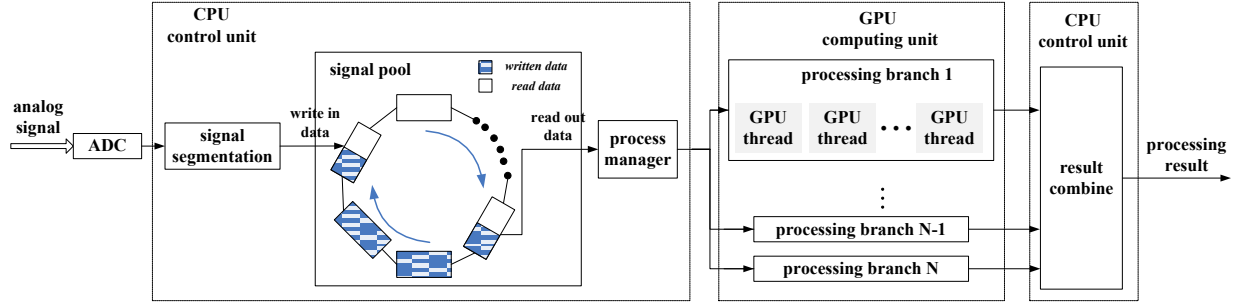 CPU
control unit
analog
signal
ADC
signal
segmentation
write in
data
signal pool
written data
read data
read out
data
process
manager
GPU
computing unit
processing branch 1
GPU
thread
GPU
thread
GPU
thread
processing branch N-1
processing branch N
CPU
control unit
result
combine
processing
result